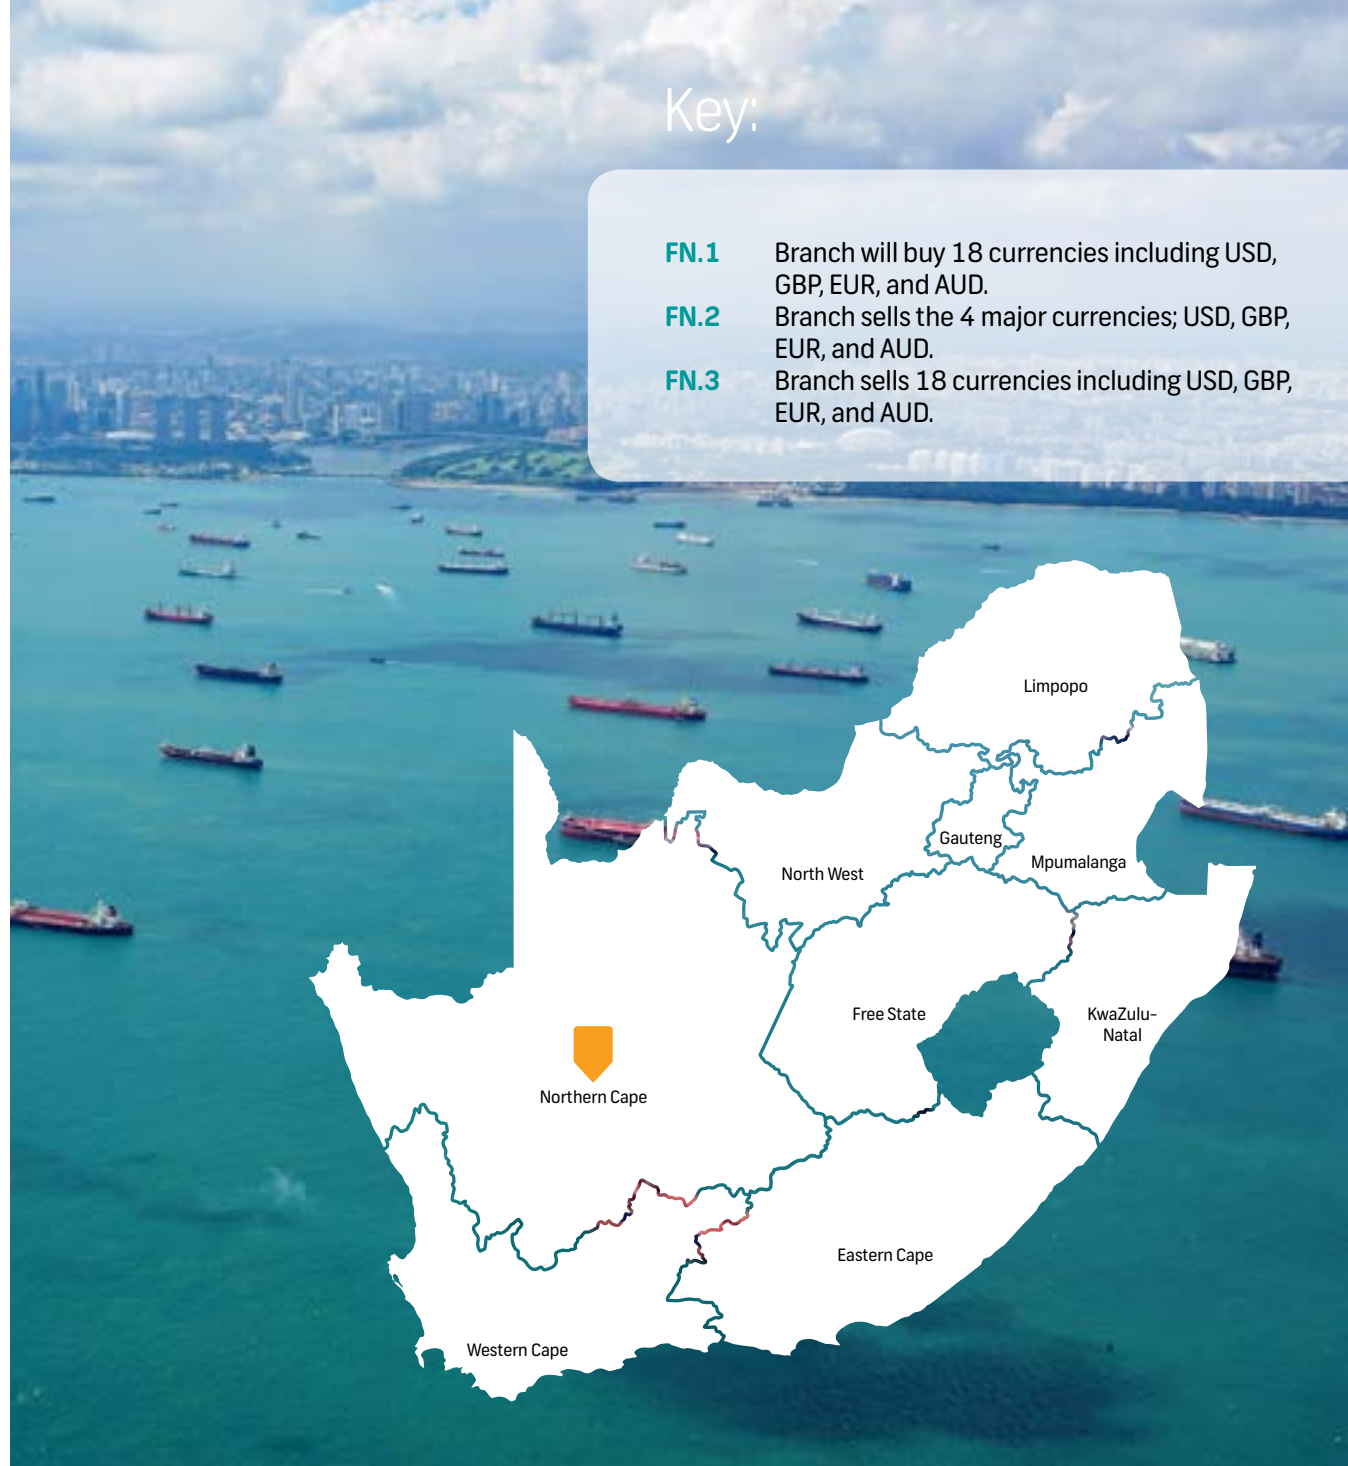 Key:
FN.1 Branch will buy 18 currencies including USD,
GBP, EUR, and AUD.
FN.2 Branch sells the 4 major currencies; USD, GBP,
EUR, and AUD.
FN.3 Branch sells 18 currencies including USD, GBP,
EUR, and AUD.
Limpopo
Gauteng
Mpumalanga
North West
Free State
KwaZulu-
Natal
Northern Cape
Eastern Cape
Western Cape